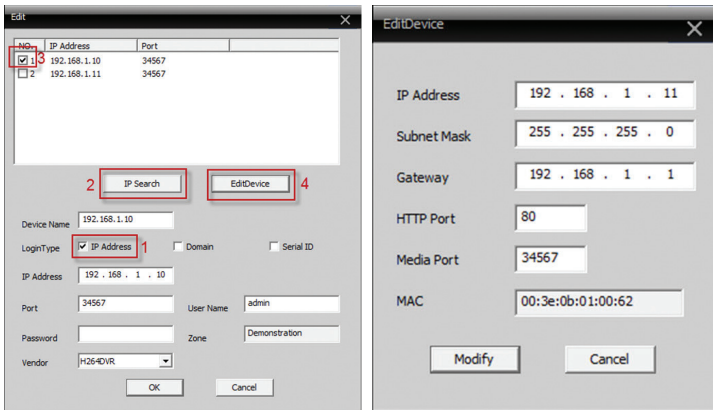 Edit
NO. IP Address Port
3
1 192.168.1.10 34567
2 192.168.1.11 34567
2 IP Search EditDevice 4
Device Name 192.168.1.10
LoginType IP Address 1 Domain Serial ID
IP Address 192 . 168 . 1 . 10
Port 34567 User Name admin
Password Zone Demonstration
Vendor H264DVR
OK Cancel
EditDevice
IP Address 192 . 168 . 1 . 11
Subnet Mask 255 . 255 . 255 . 0
Gateway 192 . 168 . 1 . 1
HTTP Port 80
Media Port 34567
MAC 00:3e:0b:01:00:62
Modify Cancel